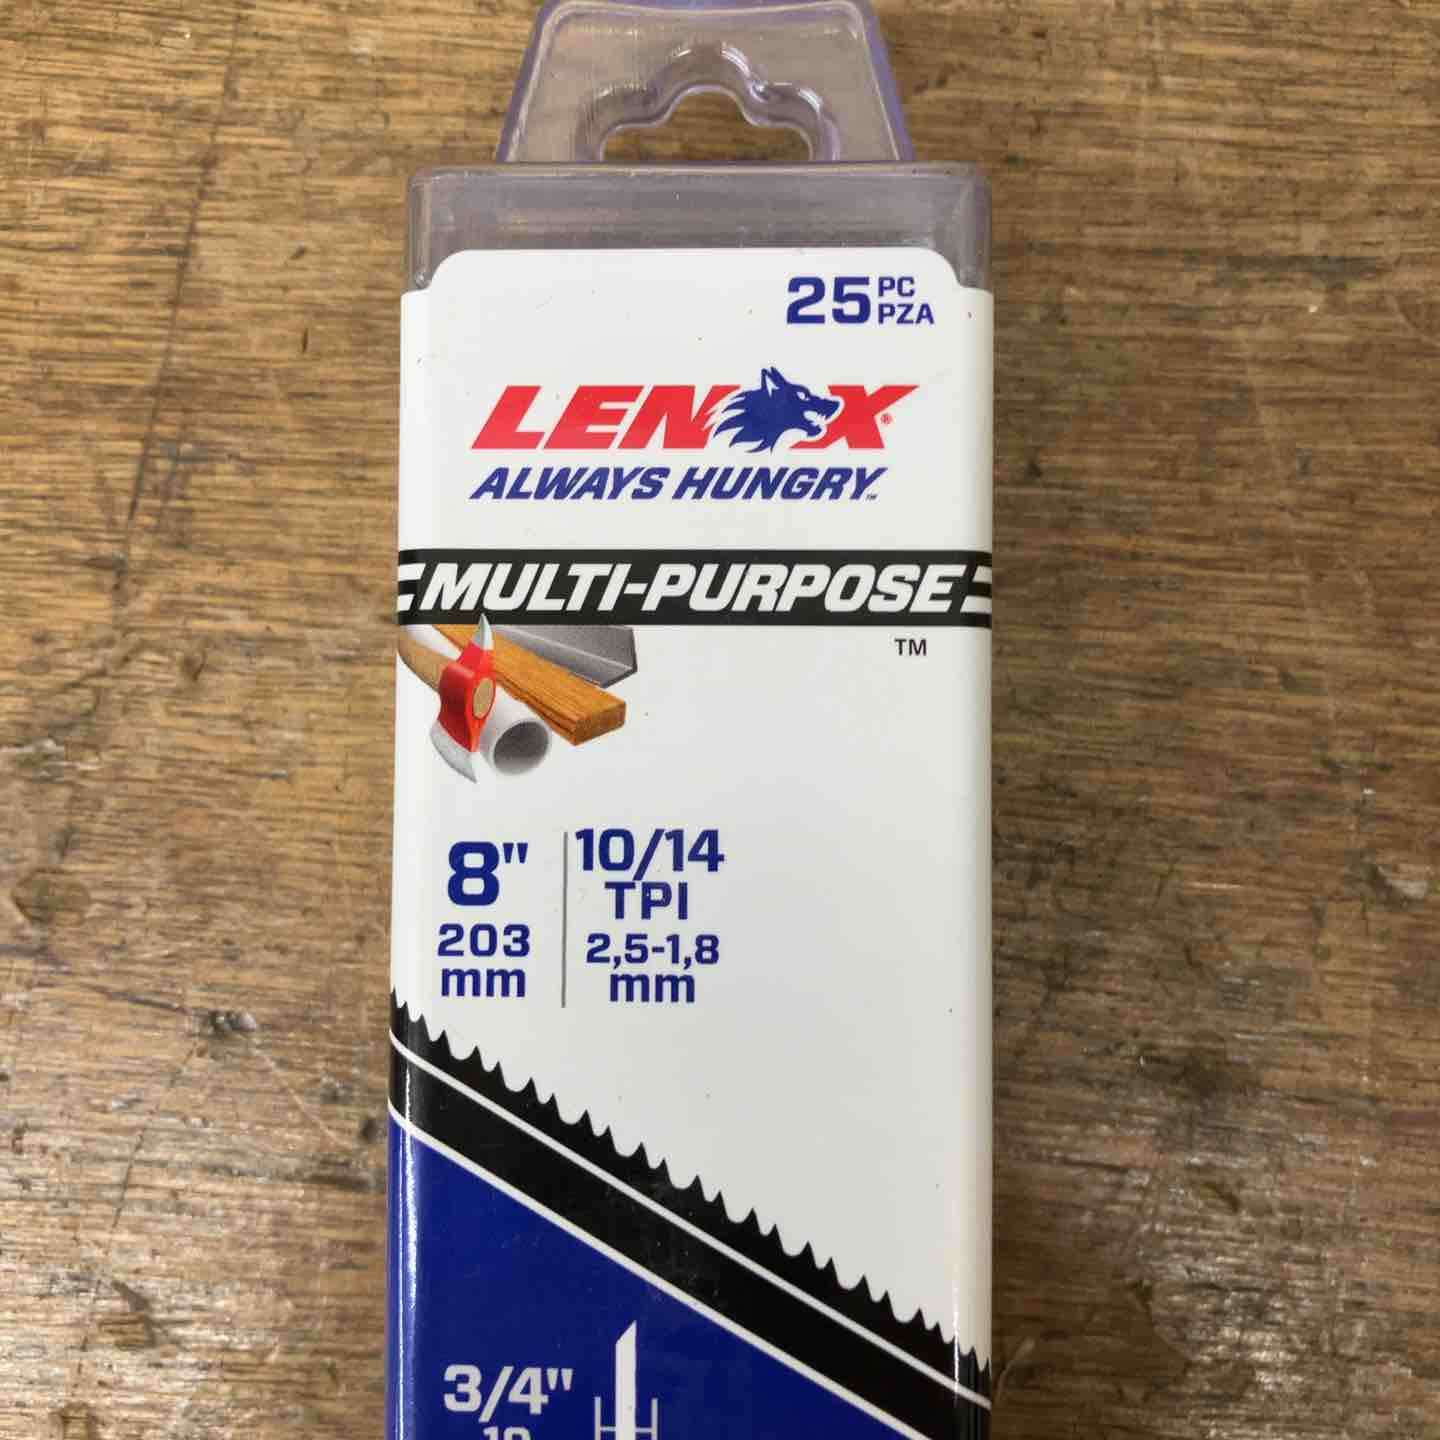 25 PC
PZA
LENOX®
ALWAYS HUNGRY™
MULTI-PURPOSE
TM
8"
203
mm
10/14
TPI
2,5-1,8
mm
3/4"